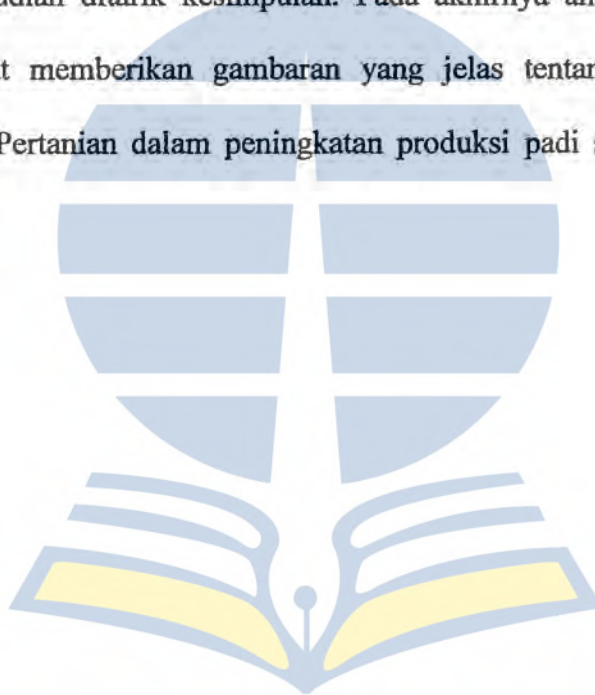 ditarik kesimpulan. Pada akhirnya
memberikan gambaran yang jelas
Pertanian dalam peningkatan produksi padi